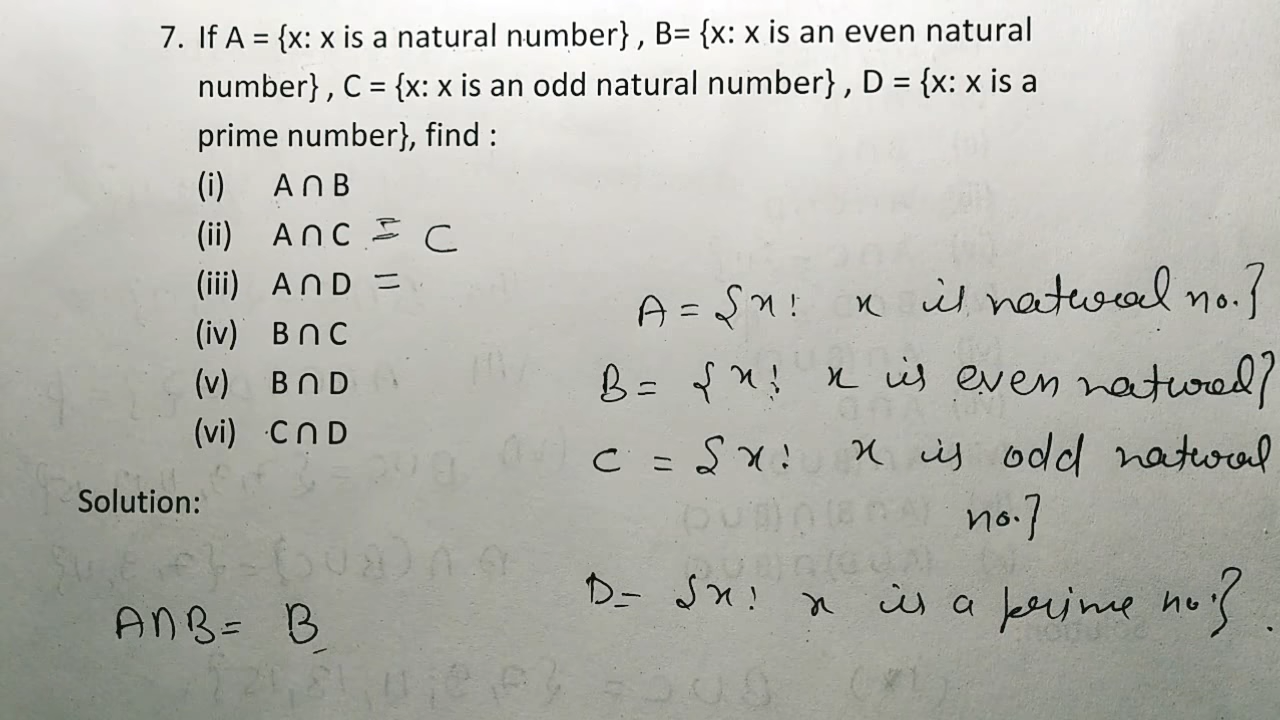 7. If A = {x: x is a natural number} , B= {x: x is an even natural
number} , C = {x: x is an odd natural number} , D = {x: x is a
prime number}, find :
(i) A ∩ B
(ii) A ∩ C = C
(iii) A ∩ D =
(iv) B ∩ C
(v) B ∩ D
(vi) C ∩ D
Solution:
A∩B= B
A = {x: x is natural no.}
B= {x: x is even natural}
C = {x: x is odd natural
no.}
D= {x: x is a prime no.}.